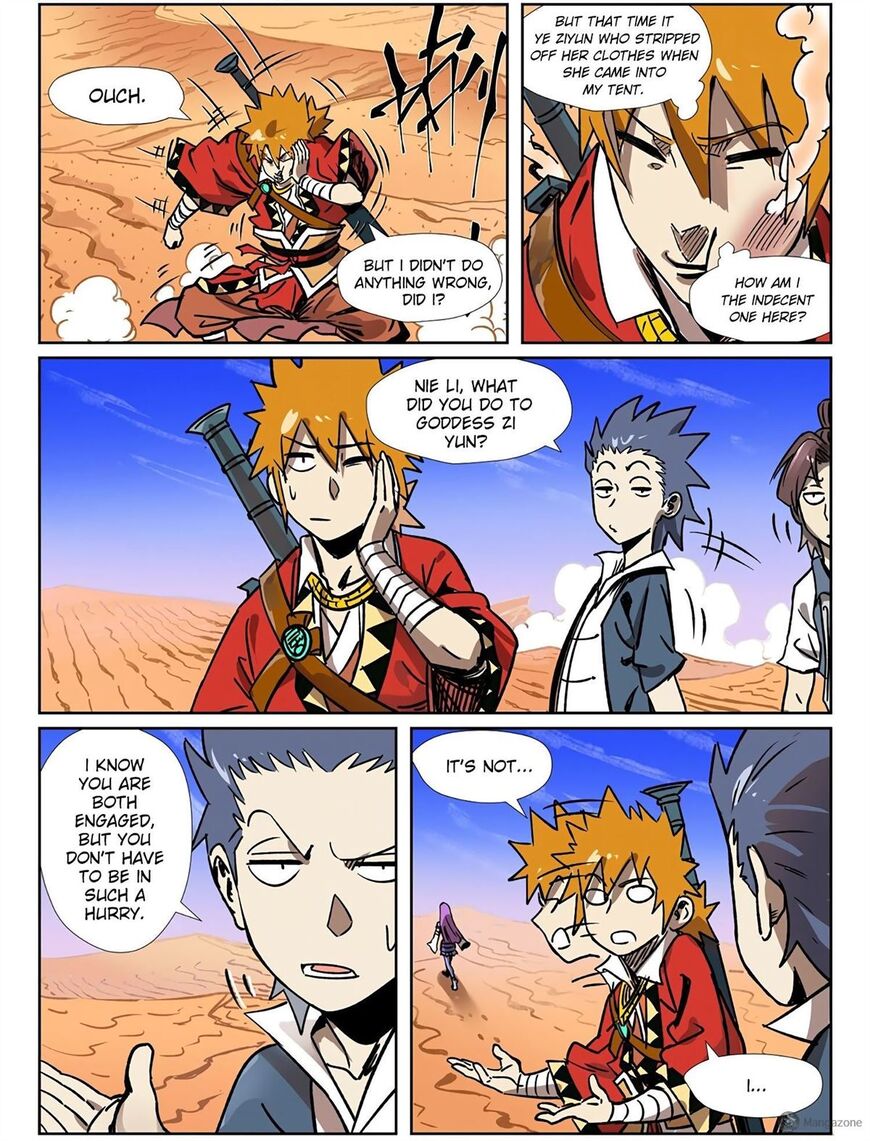 OUCH.
BUT I DIDN'T DO
ANYTHING WRONG,
DID I?
BUT THAT TIME IT
YE ZIYUN WHO STRIPPED
OFF HER CLOTHES WHEN
SHE CAME INTO
MY TENT.
HOW AM I
THE INDECENT
ONE HERE?
NIE LI, WHAT
DID YOU DO TO
GODDESS ZI
YUN?
I KNOW
YOU ARE
BOTH
ENGAGED,
BUT YOU
DON'T HAVE
TO BE IN
SUCH A
HURRY.
IT'S NOT...
I...
Mangazone